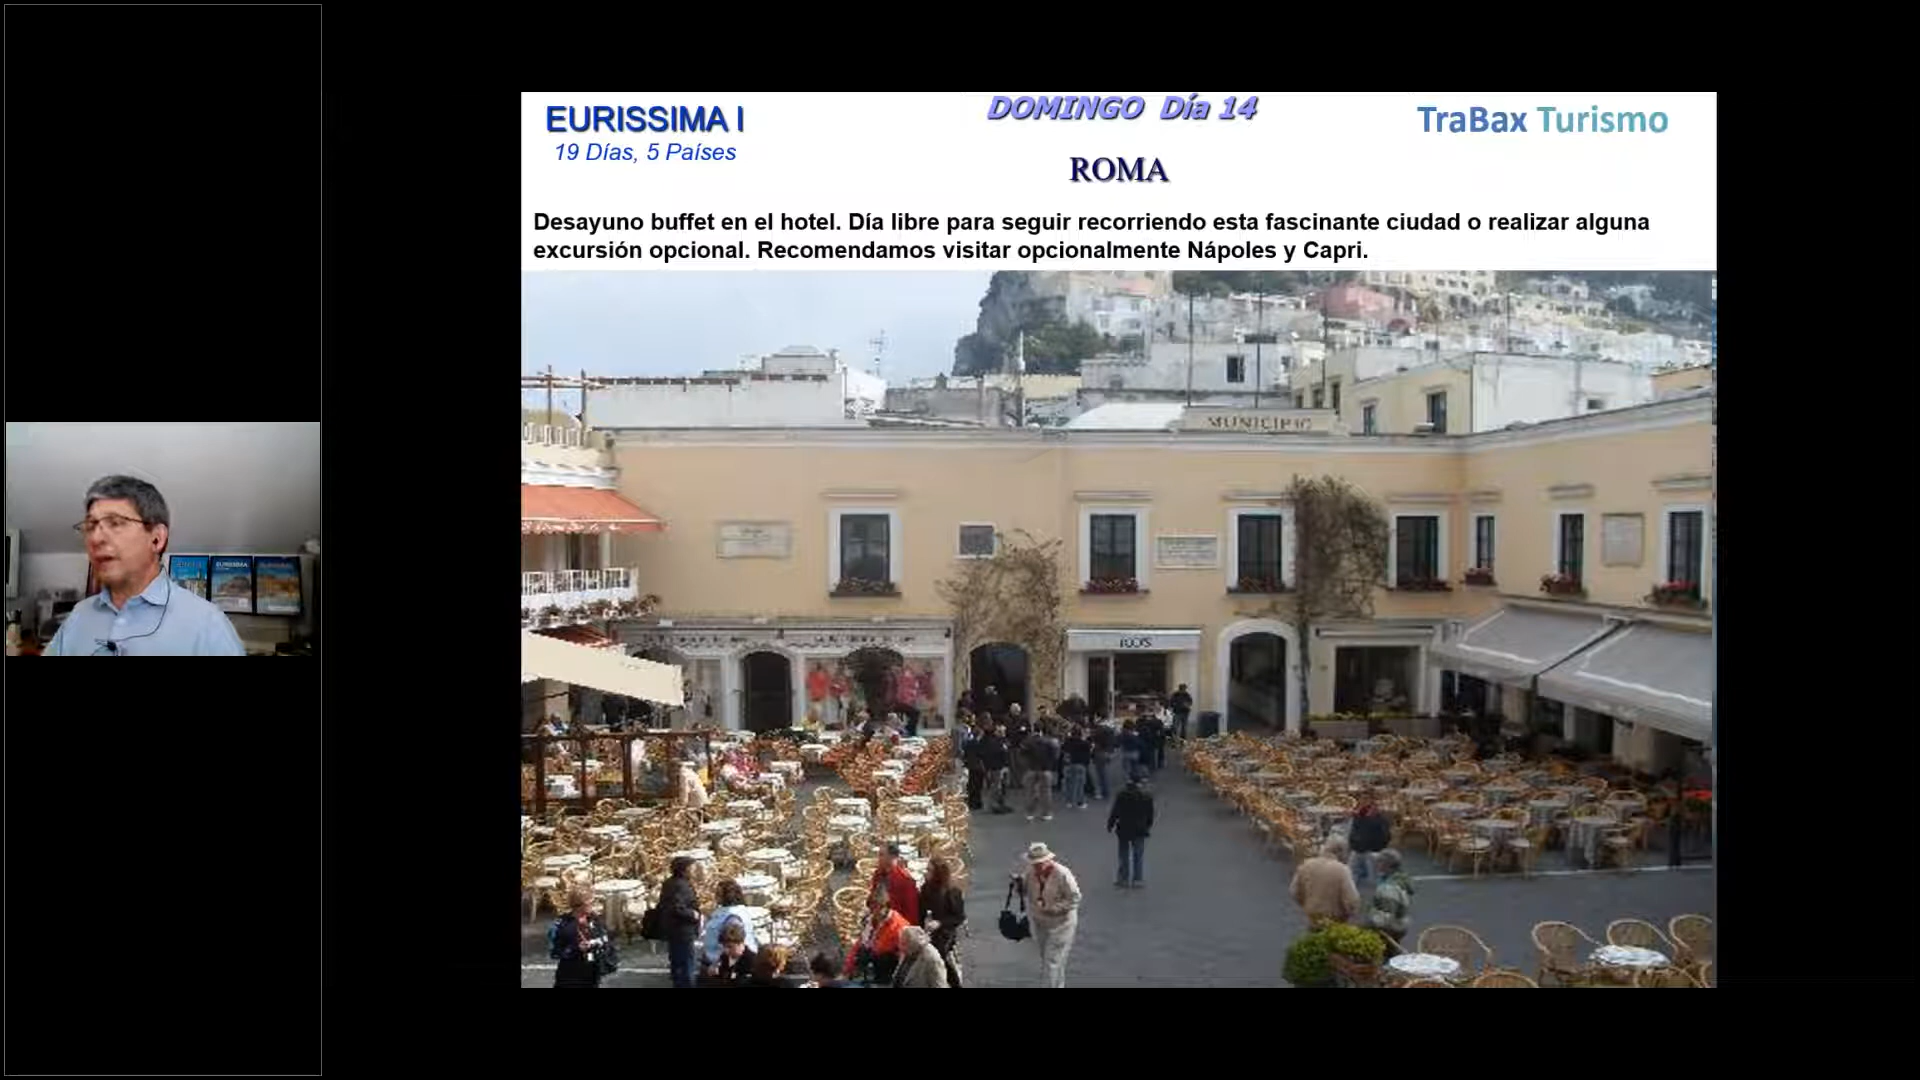 EURISSIMA I
19 Días, 5 Países
DOMINGO Día 14
TraBax Turismo
ROMA
Desayuno buffet en el hotel. Día libre para seguir recorriendo esta fascinante ciudad o realizar alguna
excursión opcional. Recomendamos visitar opcionalmente Nápoles y Capri.
MUNICIPIO
EURISSIMA